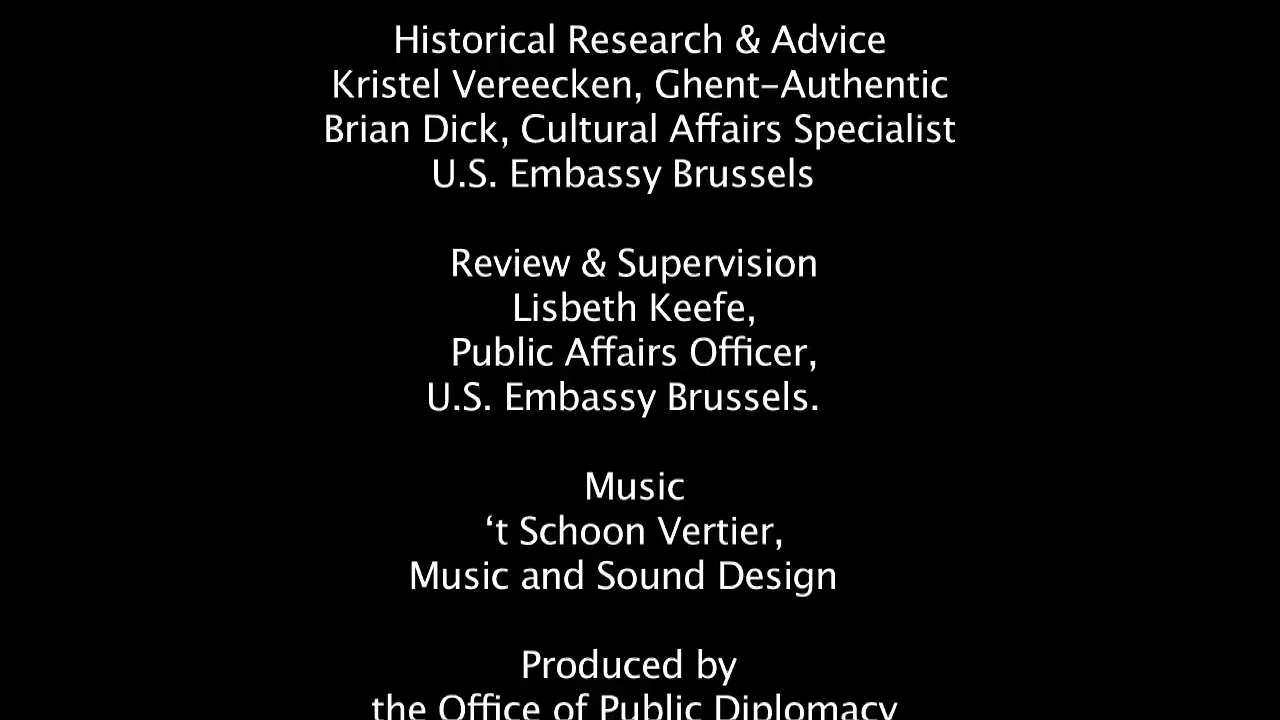 Historical Research & Advice
Kristel Vereecken, Ghent-Authentic
Brian Dick, Cultural Affairs Specialist
U.S. Embassy Brussels
Review & Supervision
Lisbeth Keefe,
Public Affairs Officer,
U.S. Embassy Brussels.
Music
‘t Schoon Vertier,
Music and Sound Design
Produced by
the Office of Public Diplomacy